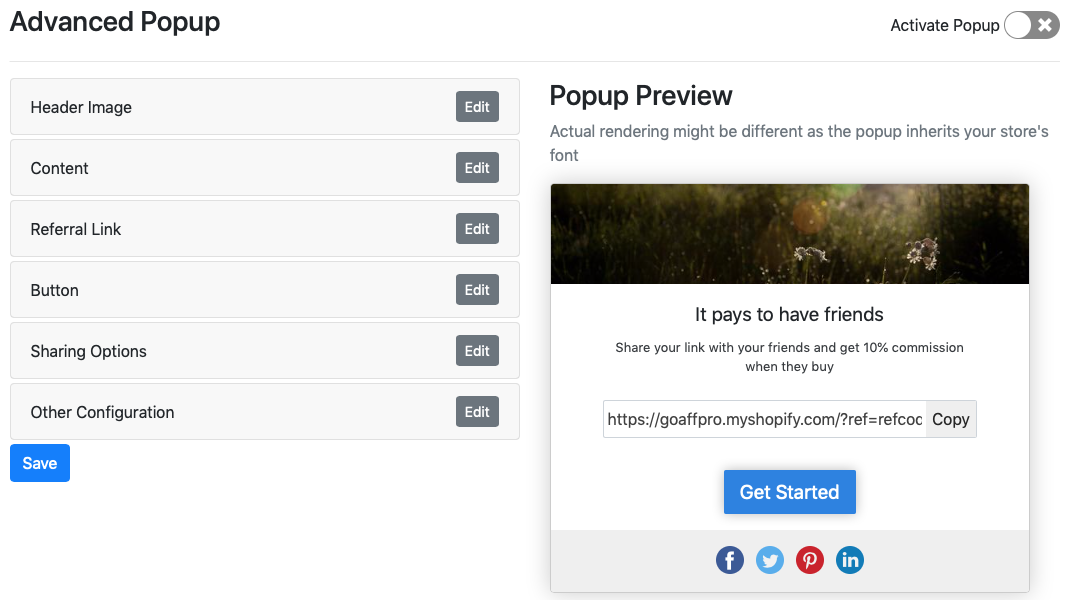 Advanced Popup
Activate Popup
Header Image Edit
Content Edit
Referral Link Edit
Button Edit
Sharing Options Edit
Other Configuration Edit
Save
Popup Preview
Actual rendering might be different as the popup inherits your store's
font
It pays to have friends
Share your link with your friends and get 10% commission
when they buy
https://goaffpro.myshopify.com/?ref=refcod Copy
Get Started